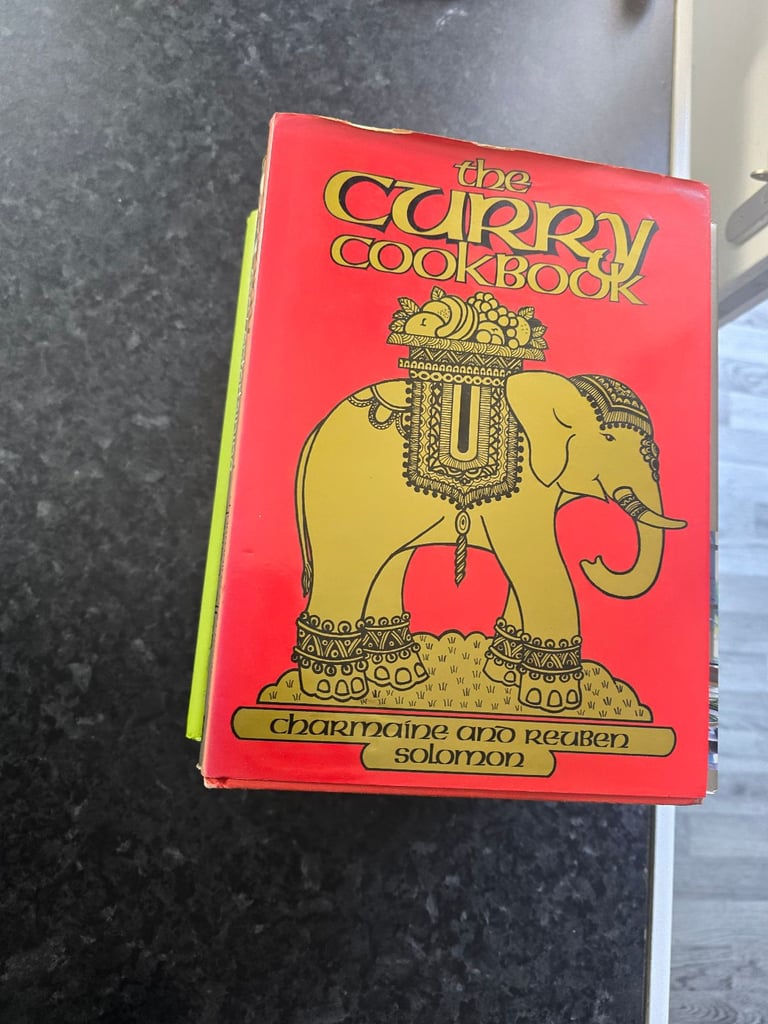 the
CURRY
COOKBOOK
charmaine and Reuben
solomon